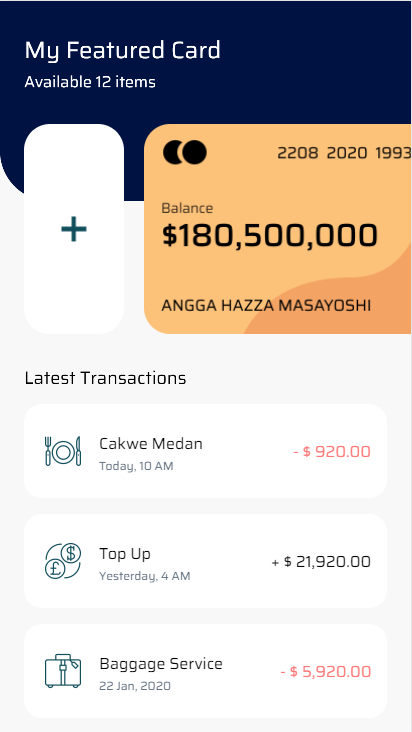 My Featured Card
Available 12 items
2208 2020 1993
Balance
$180,500,000
ANGGA HAZZA MASAYOSHI
Latest Transactions
Cakwe Medan
Today, 10 AM
- $ 920.00
Top Up
Yesterday, 4 AM
+ $ 21,920.00
Baggage Service
22 Jan, 2020
- $ 5,920.00